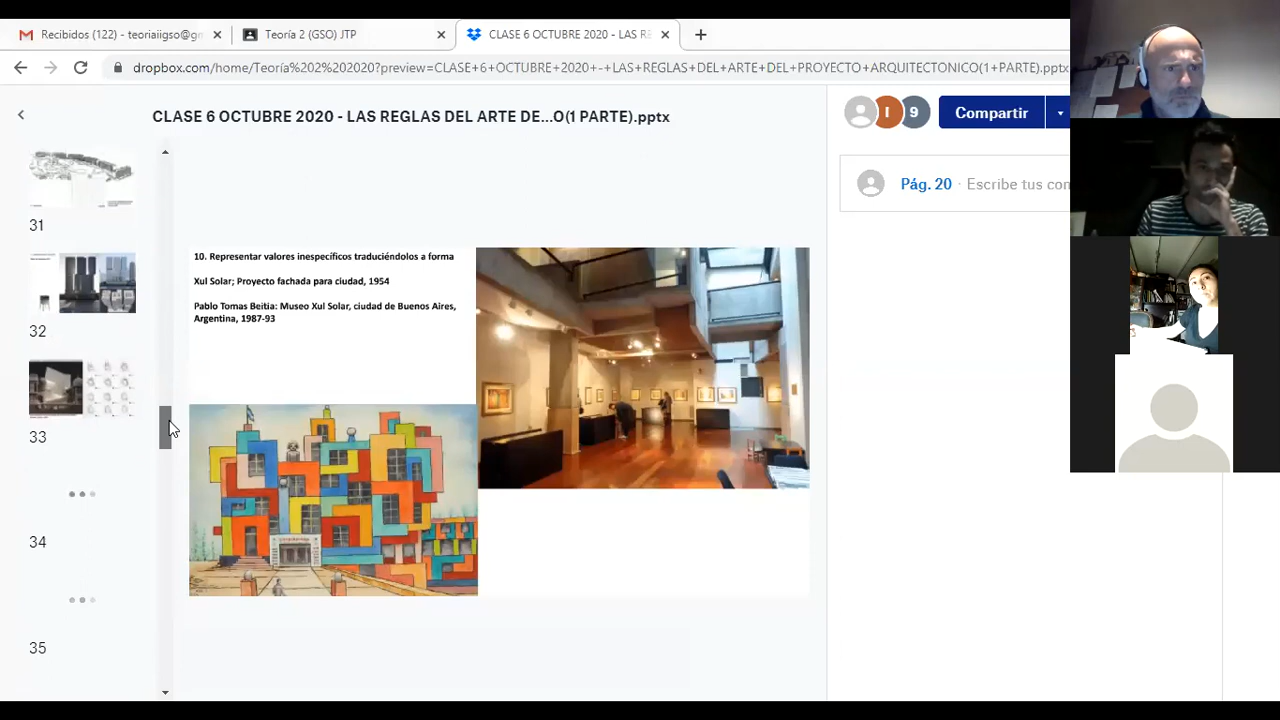 Recibidos (122) - teoriaiigso@g
Teoría 2 (GSO) JTP
CLASE 6 OCTUBRE 2020 - LAS RE
dropbox.com/home/Teoría%202%202020?preview=CLASE+6+OCTUBRE+2020+-+LAS+REGLAS+DEL+ARTE+DEL+PROYECTO+ARQUITECTONICO(1+PARTE).pptx
CLASE 6 OCTUBRE 2020 - LAS REGLAS DEL ARTE DE...O(1 PARTE).pptx
I 9
Compartir
Pág. 20 · Escribe tus con
31
32
33
34
35
10. Representar valores inespecíficos traduciéndolos a forma
Xul Solar; Proyecto fachada para ciudad, 1954
Pablo Tomas Beitia: Museo Xul Solar, ciudad de Buenos Aires,
Argentina, 1987-93